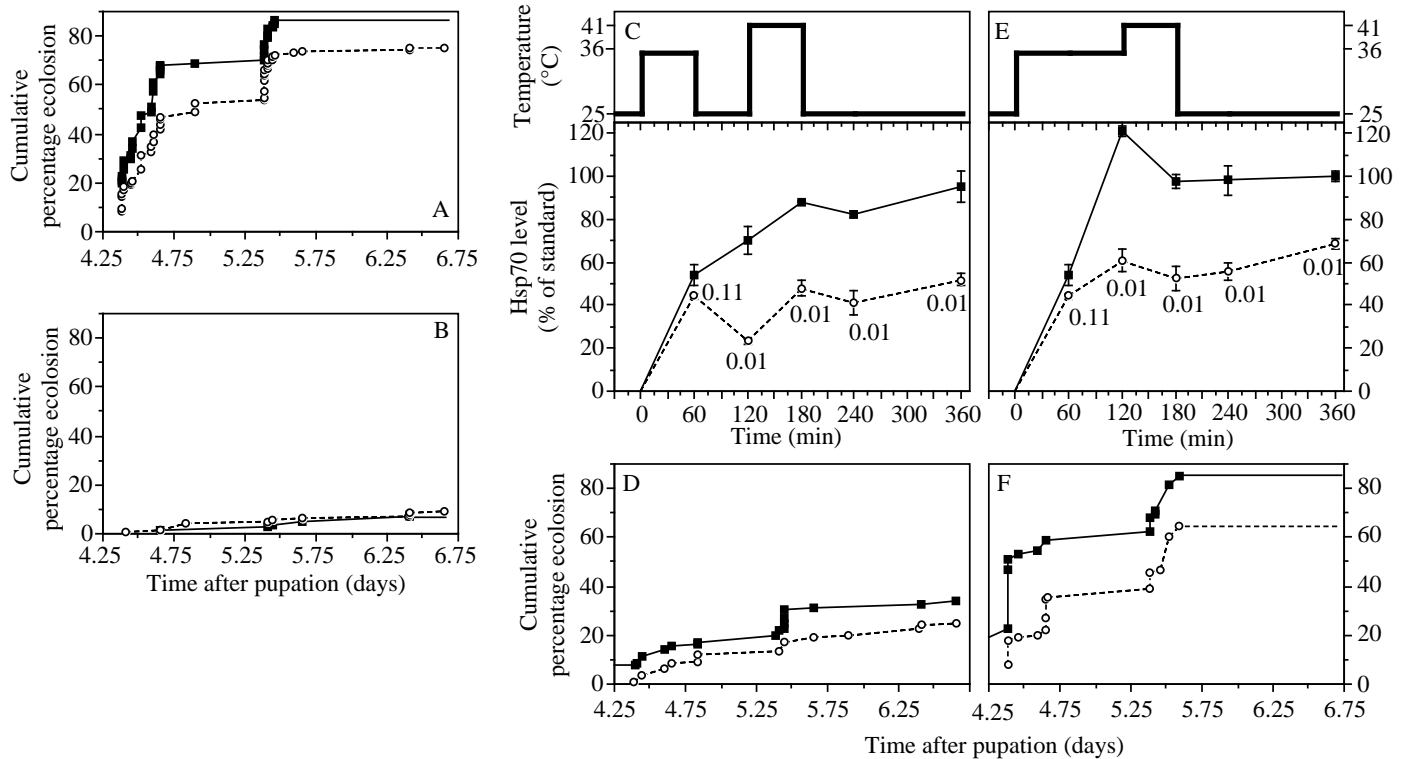 Cumulative
percentage ecolosion
80
60
40
20
0
A
4.25 4.75 5.25 5.75 6.25 6.75
Cumulative
percentage ecolosion
80
60
40
20
0
B
4.25 4.75 5.25 5.75 6.25 6.75
Time after pupation (days)
Temperature
(°C)
41
36
25
C
E
41
36
25
Hsp70 level
(% of standard)
120
100
80
60
40
20
0
0.11
0.01
0.01
0.01
0.01
0 60 120 180 240 300 360
Time (min)
0.11
0.01
0.01
0.01
0.01
120
100
80
60
40
20
0
0 60 120 180 240 300 360
Time (min)
Cumulative
percentage ecolosion
80
60
40
20
0
D
4.25 4.75 5.25 5.75 6.25
F
80
60
40
20
0
4.25 4.75 5.25 5.75 6.25 6.75
Time after pupation (days)